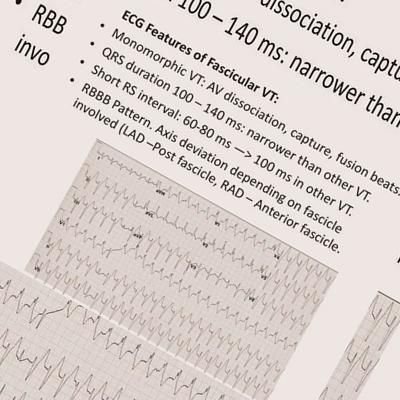 dissociation, captu
100 – 140 ms: narrower than
RBB
invo
ECG Features of Fascicular VT:
Monomorphic VT: AV dissociation, capture, fusion beats.
QRS duration 100 – 140 ms: narrower than other VT.
Short RS interval: 60-80 ms —> 100 ms in other VT.
RBBB Pattern. Axis deviation depending on fascicle
involved (LAD –Post fascicle, RAD – Anterior fascicle.